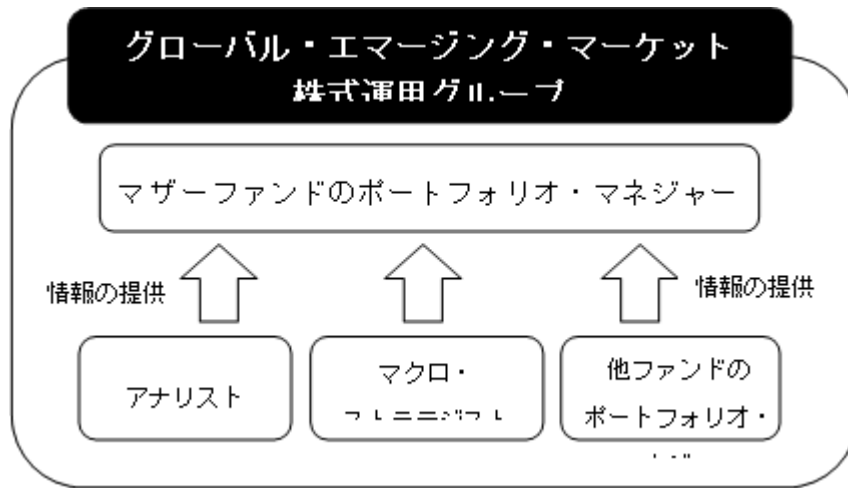 グローバル・エマージング・マーケット
株式運用グループ
マザーファンドのポートフォリオ・マネジャー
情報の提供
情報の提供
アナリスト
マクロ・
他ファンドの
ポートフォリオ・